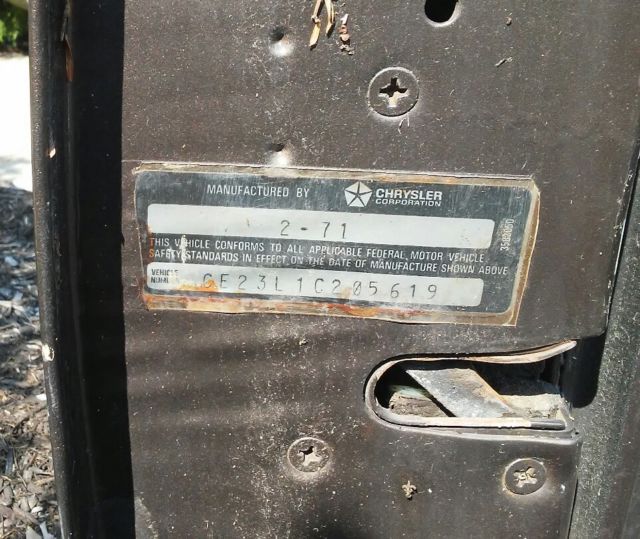 MANUFACTURED BY CHRYSLER CORPORATION
2-71
THIS VEHICLE CONFORMS TO ALL APPLICABLE FEDERAL MOTOR VEHICLE
SAFETY STANDARDS IN EFFECT ON THE DATE OF MANUFACTURE SHOWN ABOVE
VEHICLE
CE23L1C205619